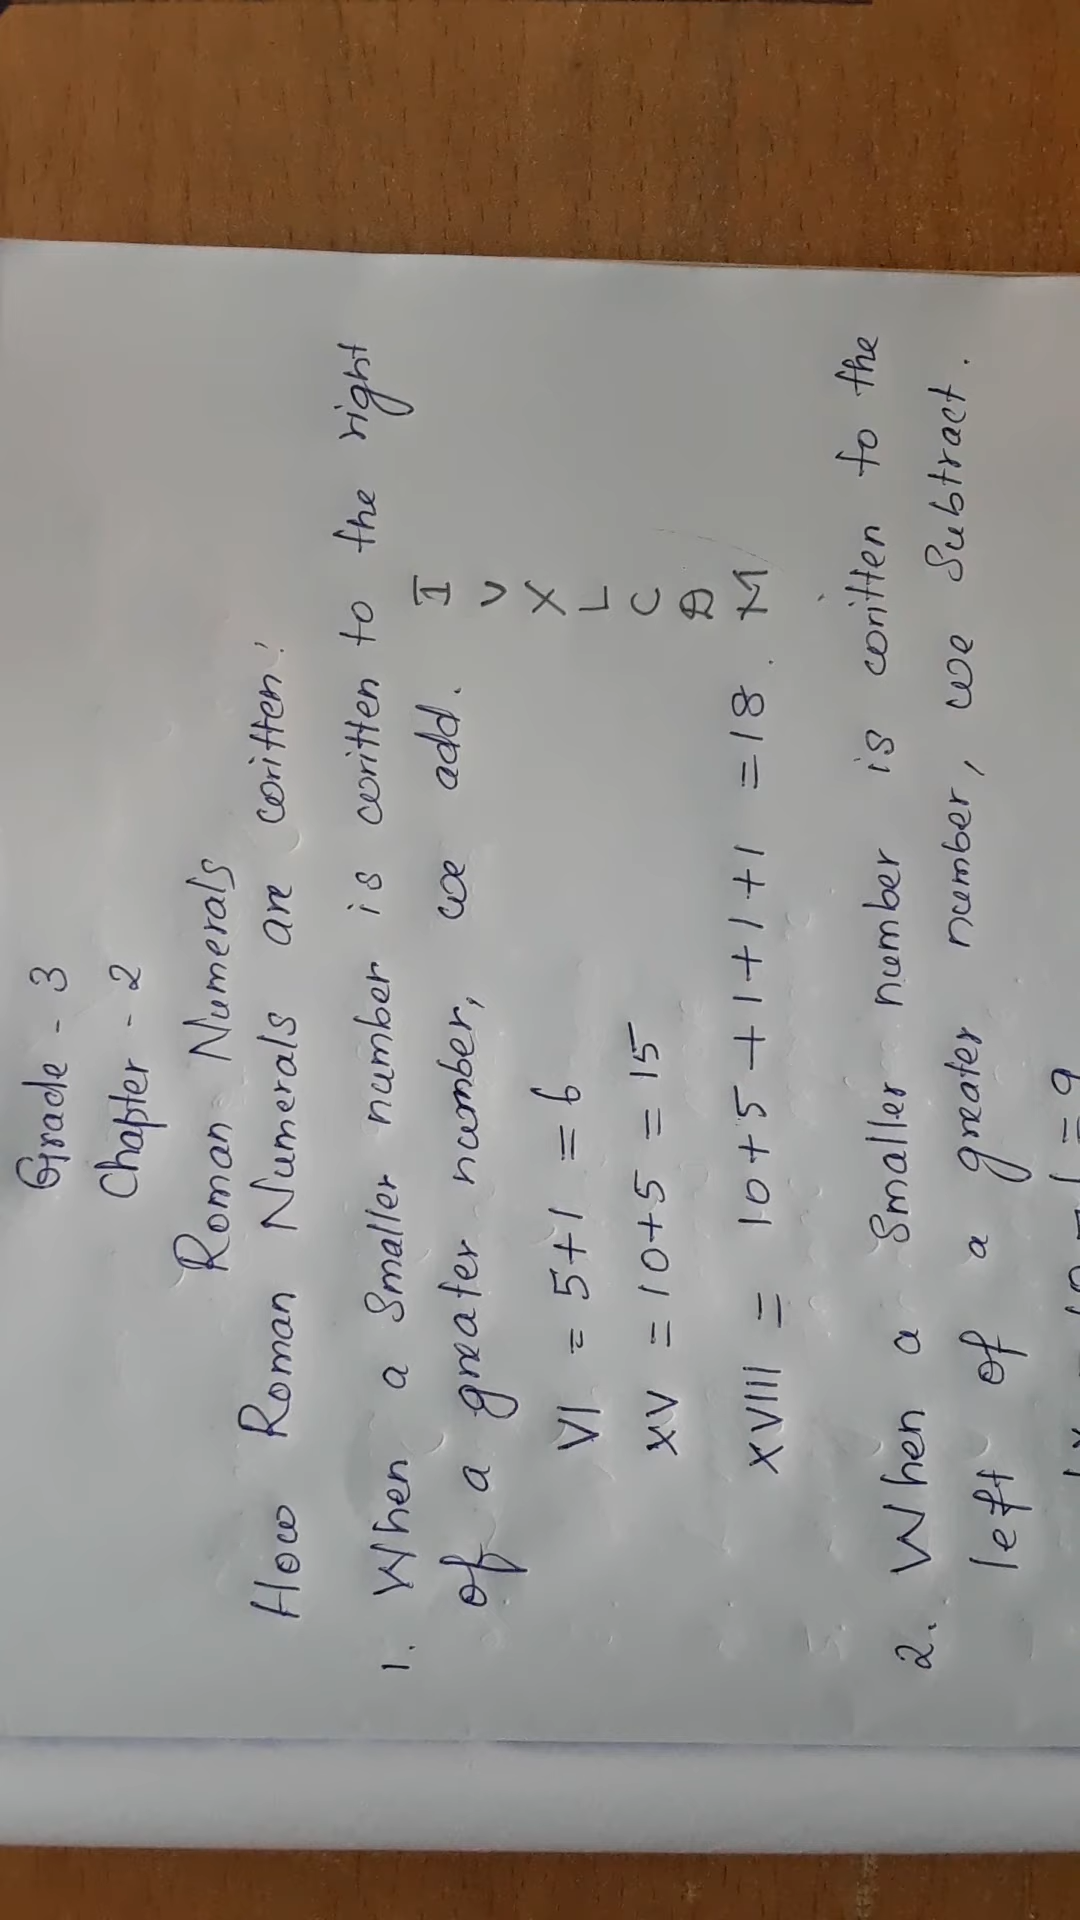 Grade - 3
Chapter - 2
Roman Numerals
How Roman Numerals are written:
1. When a Smaller number is written to the right
of a greater number, we add.
VI = 5+1 = 6
XV = 10+5 = 15
XVIII = 10+5+1+1+1 = 18.
I
V
X
L
C
D
M
2. When a Smaller number is written to the
left of a greater number, we Subtract.